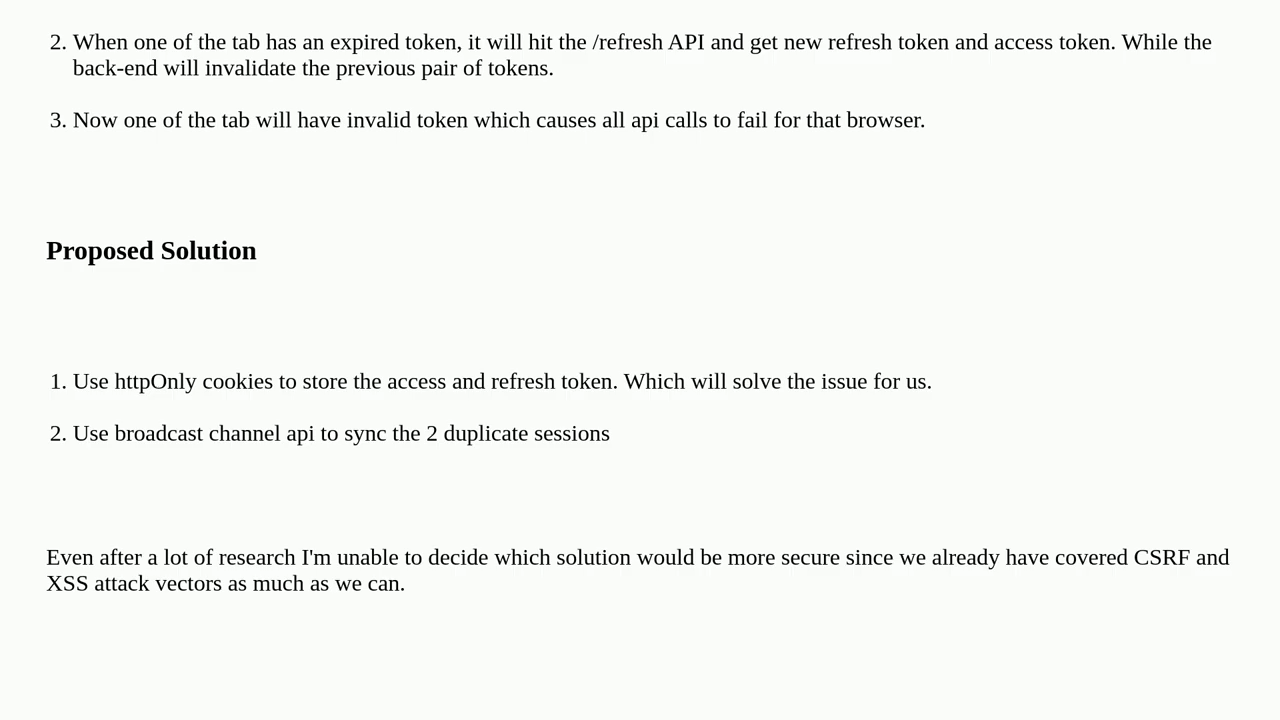 2. When one of the tab has an expired token, it will hit the /refresh API and get new refresh token and access token. While the
back-end will invalidate the previous pair of tokens.
3. Now one of the tab will have invalid token which causes all api calls to fail for that browser.
Proposed Solution
1. Use httpOnly cookies to store the access and refresh token. Which will solve the issue for us.
2. Use broadcast channel api to sync the 2 duplicate sessions
Even after a lot of research I'm unable to decide which solution would be more secure since we already have covered CSRF and
XSS attack vectors as much as we can.